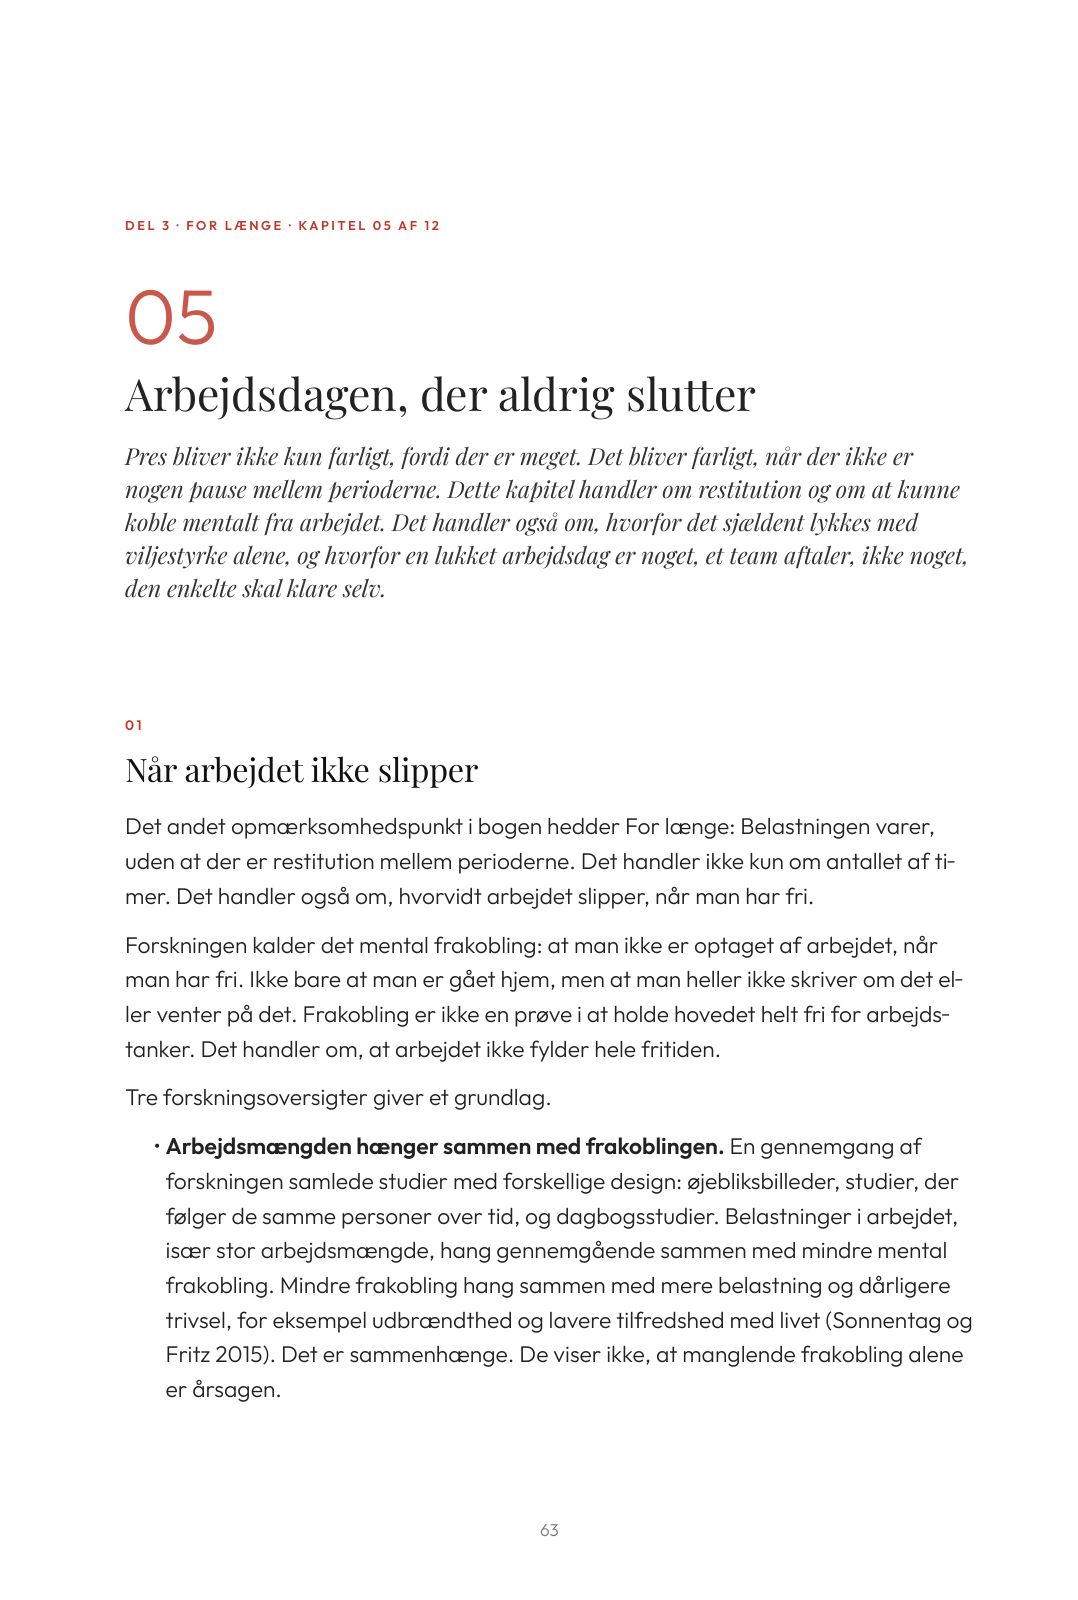 DEL 3 · FOR LÆNGE · KAPITEL 05 AF 12
05
Arbejdsdagen, der aldrig slutter
Pres bliver ikke kun farligt, fordi der er meget. Det bliver farligt, når der ikke er
nogen pause mellem perioderne. Dette kapitel handler om restitution og om at kunne
koble mentalt fra arbejdet. Det handler også om, hvorfor det sjældent lykkes med
viljestyrke alene, og hvorfor en lukket arbejdsdag er noget, et team aftaler, ikke noget,
den enkelte skal klare selv.
01
Når arbejdet ikke slipper
Det andet opmærksomhedspunkt i bogen hedder For længe: Belastningen varer,
uden at der er restitution mellem perioderne. Det handler ikke kun om antallet af ti-
mer. Det handler også om, hvorvidt arbejdet slipper, når man har fri.
Forskningen kalder det mental frakobling: at man ikke er optaget af arbejdet, når
man har fri. Ikke bare at man er gået hjem, men at man heller ikke skriver om det el-
ler venter på det. Frakobling er ikke en prøve i at holde hovedet helt fri for arbejds-
tanker. Det handler om, at arbejdet ikke fylder hele fritiden.
Tre forskningsoversigter giver et grundlag.
· Arbejdsmængden hænger sammen med frakoblingen. En gennemgang af
forskningen samlede studier med forskellige design: øjebliksbilleder, studier, der
følger de samme personer over tid, og dagbogsstudier. Belastninger i arbejdet,
især stor arbejdsmængde, hang gennemgående sammen med mindre mental
frakobling. Mindre frakobling hang sammen med mere belastning og dårligere
trivsel, for eksempel udbrændthed og lavere tilfredshed med livet (Sonnentag og
Fritz 2015). Det er sammenhænge. De viser ikke, at manglende frakobling alene
er årsagen.
63